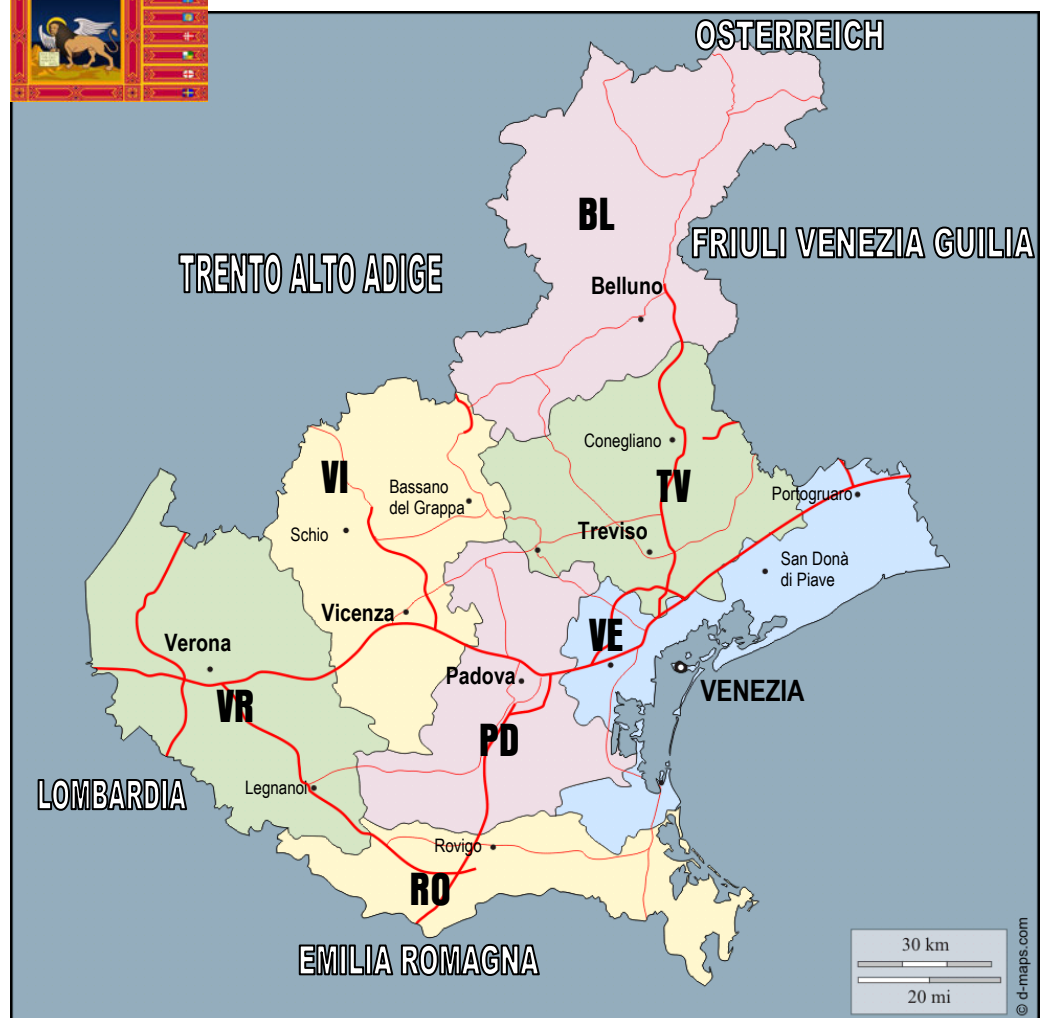 OSTERREICH
BL
FRIULI VENEZIA GUILIA
TRENTO ALTO ADIGE
Belluno
Conegliano
VI
TV
Bassano
del Grappa
Portogruaro
Schio
Treviso
San Donà
di Piave
Vicenza
Verona
VE
Padova
VENEZIA
VR
PD
LOMBARDIA
Legnanol
Rovigo
RO
EMILIA ROMAGNA
30 km
20 mi
© d-maps.com